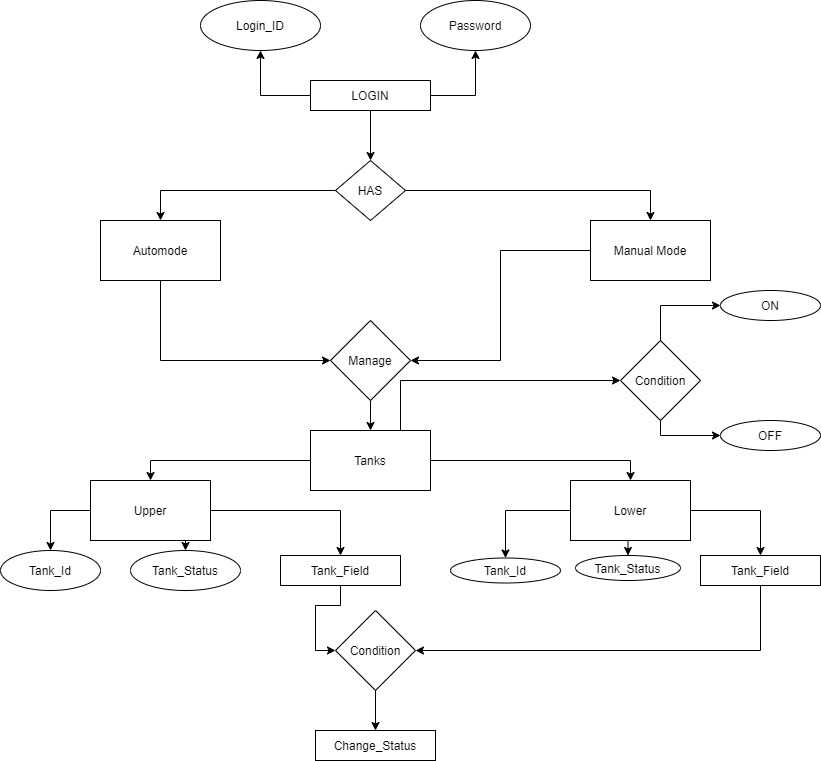 Login_ID
Password
LOGIN
HAS
Automode
Manual Mode
ON
Manage
Condition
OFF
Tanks
Upper
Lower
Tank_Id
Tank_Status
Tank_Field
Tank_Id
Tank_Status
Tank_Field
Condition
Change_Status